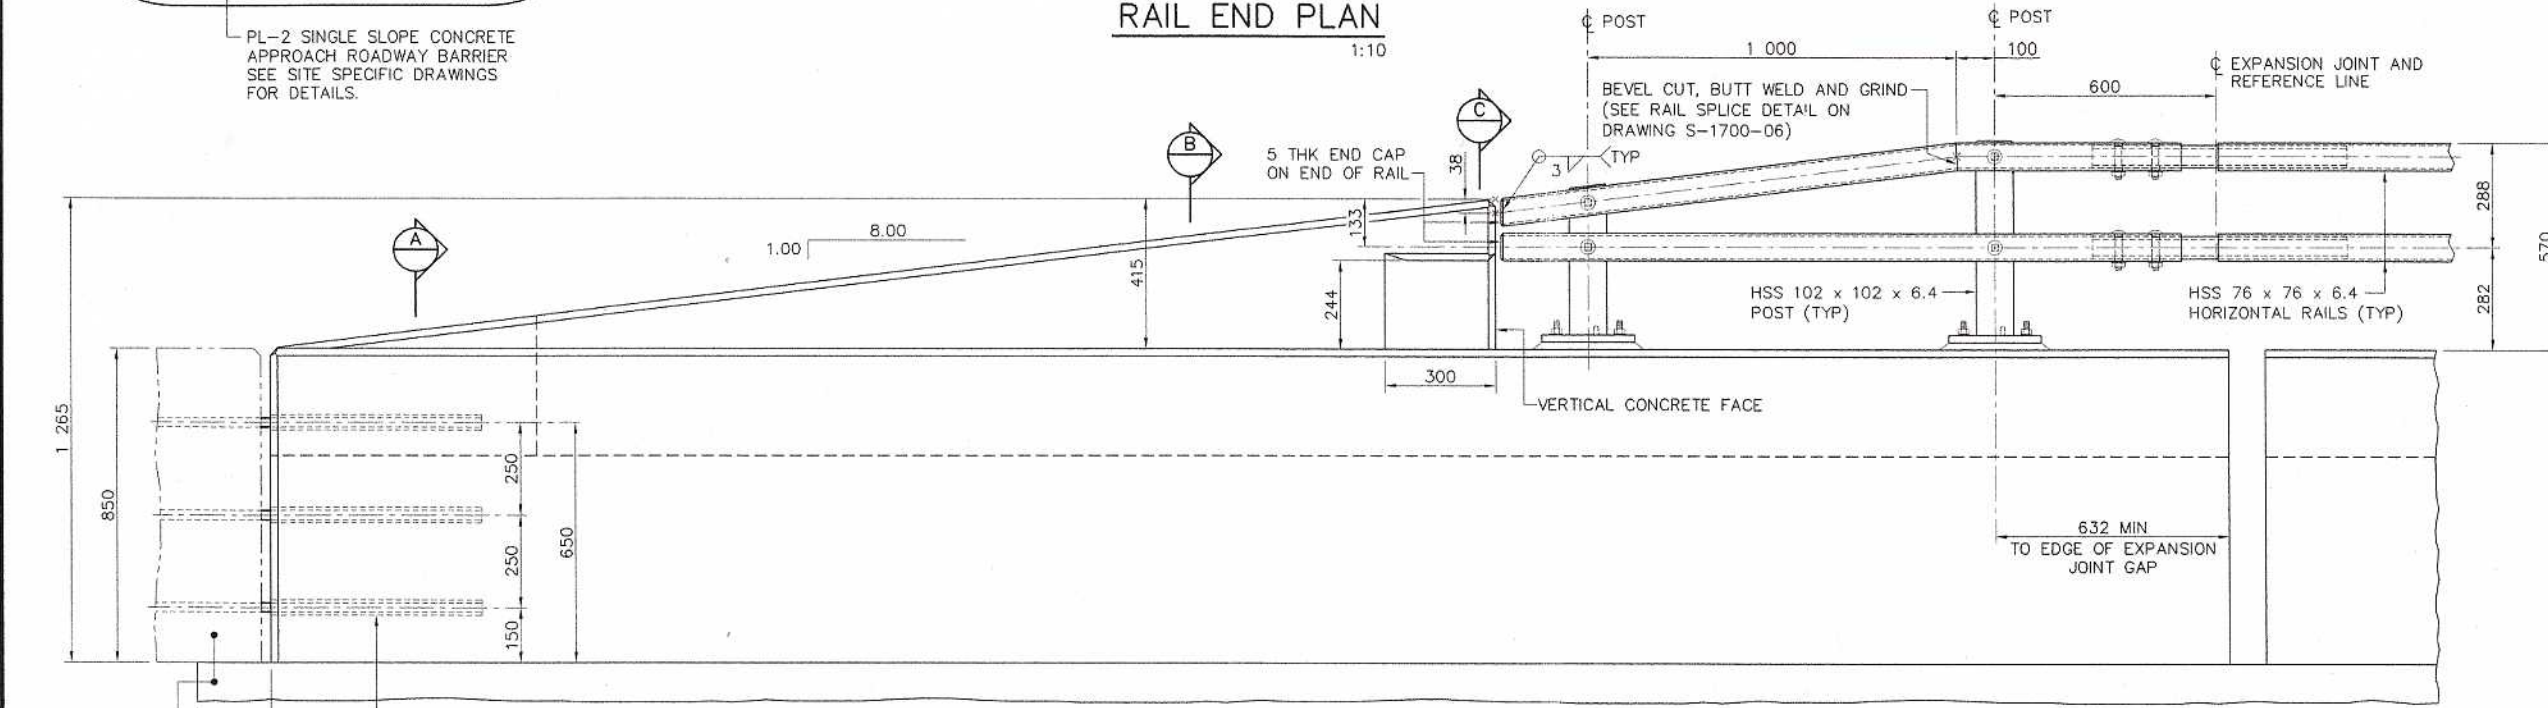 RAIL END PLAN
1:10
PL-2 SINGLE SLOPE CONCRETE
APPROACH ROADWAY BARRIER
SEE SITE SPECIFIC DRAWINGS
FOR DETAILS.
℄ POST
℄ POST
1 000
100
℄ EXPANSION JOINT AND
REFERENCE LINE
600
BEVEL CUT, BUTT WELD AND GRIND
(SEE RAIL SPLICE DETAIL ON
DRAWING S-1700-06)
A
B
C
5 THK END CAP
ON END OF RAIL
38
3
TYP
133
1.00
8.00
415
244
300
HSS 102 x 102 x 6.4
POST (TYP)
HSS 76 x 76 x 6.4
HORIZONTAL RAILS (TYP)
288
282
570
VERTICAL CONCRETE FACE
1 265
850
250
250
150
650
632 MIN
TO EDGE OF EXPANSION
JOINT GAP